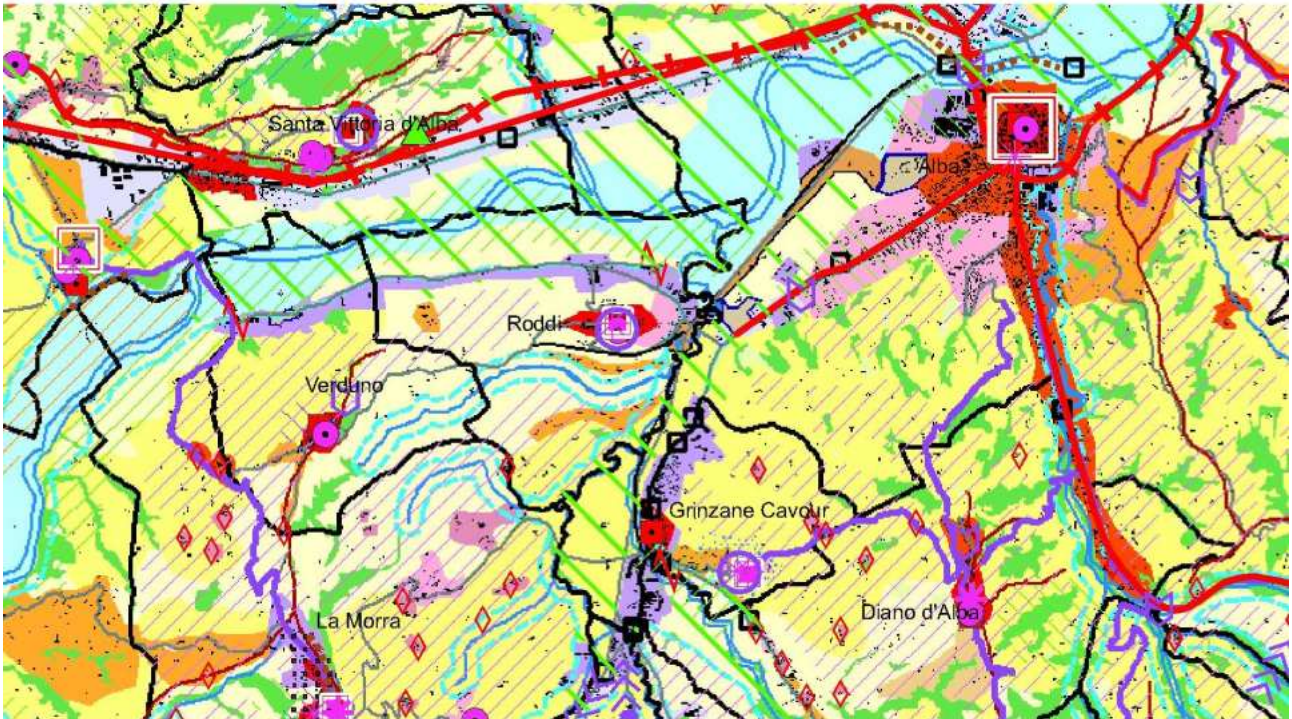 Santa Vittoria d'Alba
Alba
Roddi
Verduno
Grinzane Cavour
La Morra
Diano d'Alba